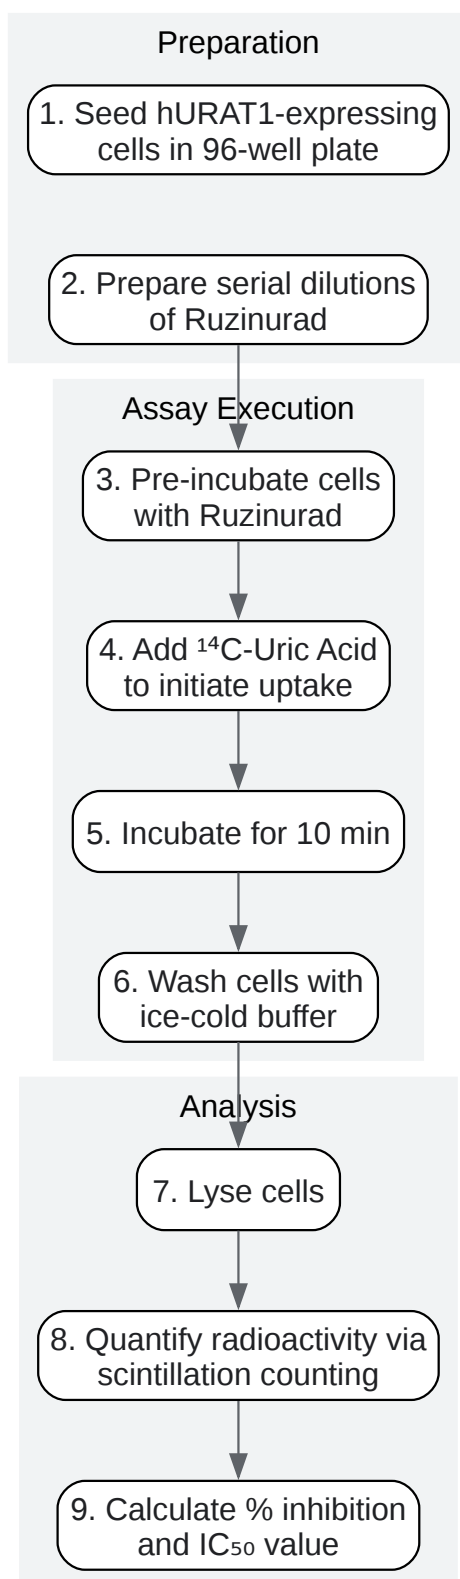 Preparation
1. Seed hURAT1-expressing
cells in 96-well plate
2. Prepare serial dilutions
of Ruzinurad
Assay Execution
3. Pre-incubate cells
with Ruzinurad
4. Add ¹⁴C-Uric Acid
to initiate uptake
5. Incubate for 10 min
6. Wash cells with
ice-cold buffer
Analysis
7. Lyse cells
8. Quantify radioactivity via
scintillation counting
9. Calculate % inhibition
and IC₅₀ value